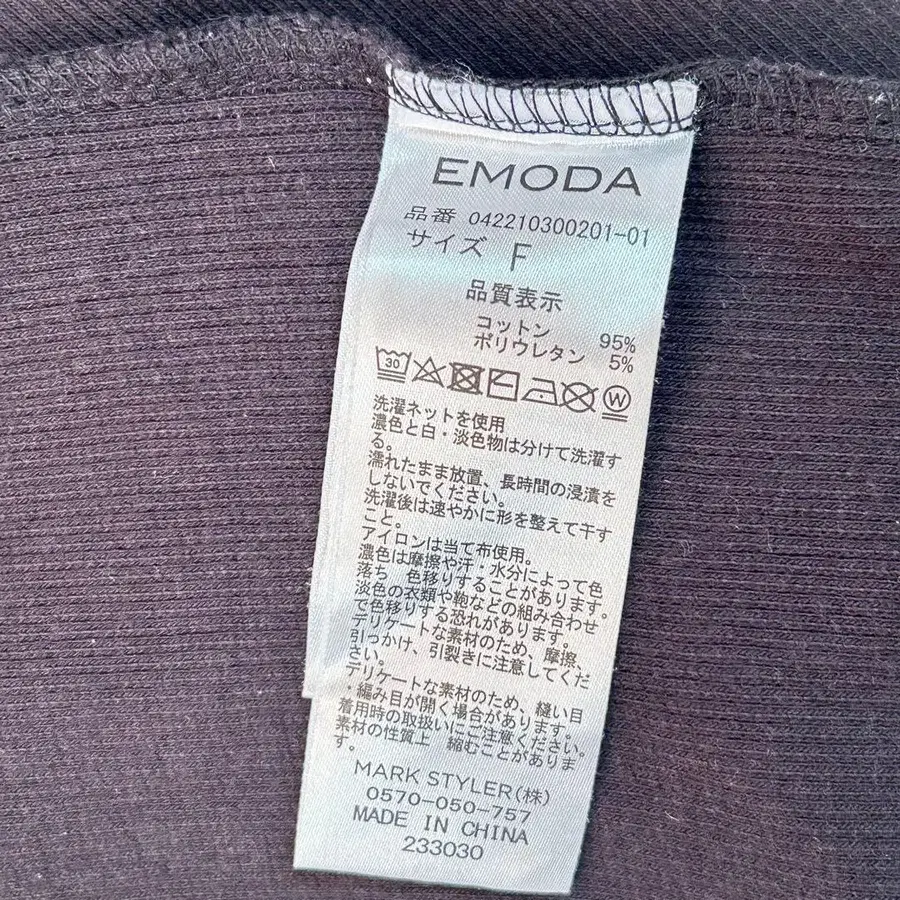 EMODA
品番 042210300201-01
サイズ F
品質表示
コットン 95%
ポリウレタン 5%
30 W
洗濯ネットを使用
濃色と白・淡色物は分けて洗濯す
る。
濡れたまま放置、長時間の浸漬を
しないでください。
洗濯後は速やかに形を整えて干す
こと。
アイロンは当て布使用。
濃色は摩擦や汗・水分によって色
落ち 色移りすることがあります。
淡色の衣類や鞄などの組み合わせ
で色移りする恐れがあります。
デリケートな素材のため、摩擦、
引っかけ、引裂きに注意してくだ
さい。
デリケートな素材のため、縫い目
・編み目が開く場合があります。
着用時の取扱いにご注意ください。
素材の性質上 縮むことがありま
す。
MARK STYLER(株)
0570-050-757
MADE IN CHINA
233030